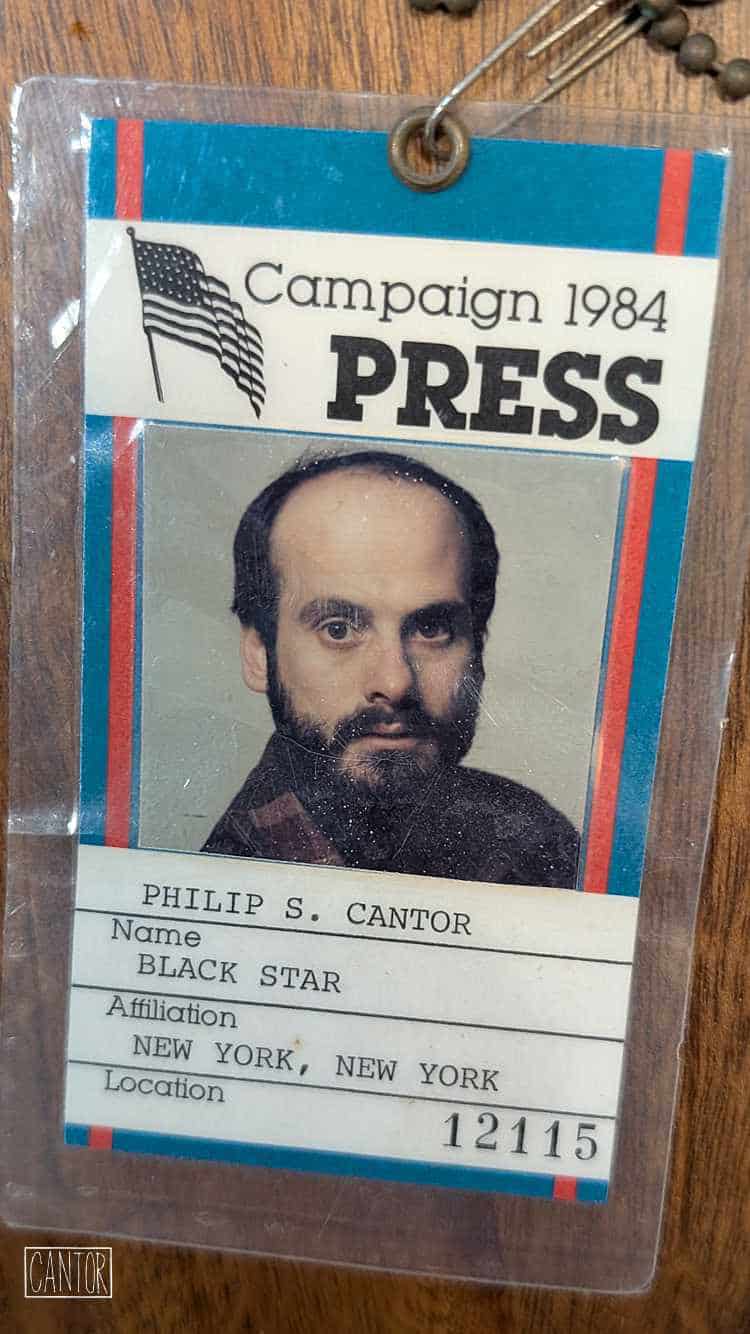 Campaign 1984
PRESS
PHILIP S. CANTOR
Name
BLACK STAR
Affiliation
NEW YORK, NEW YORK
Location
12115
CANTOR